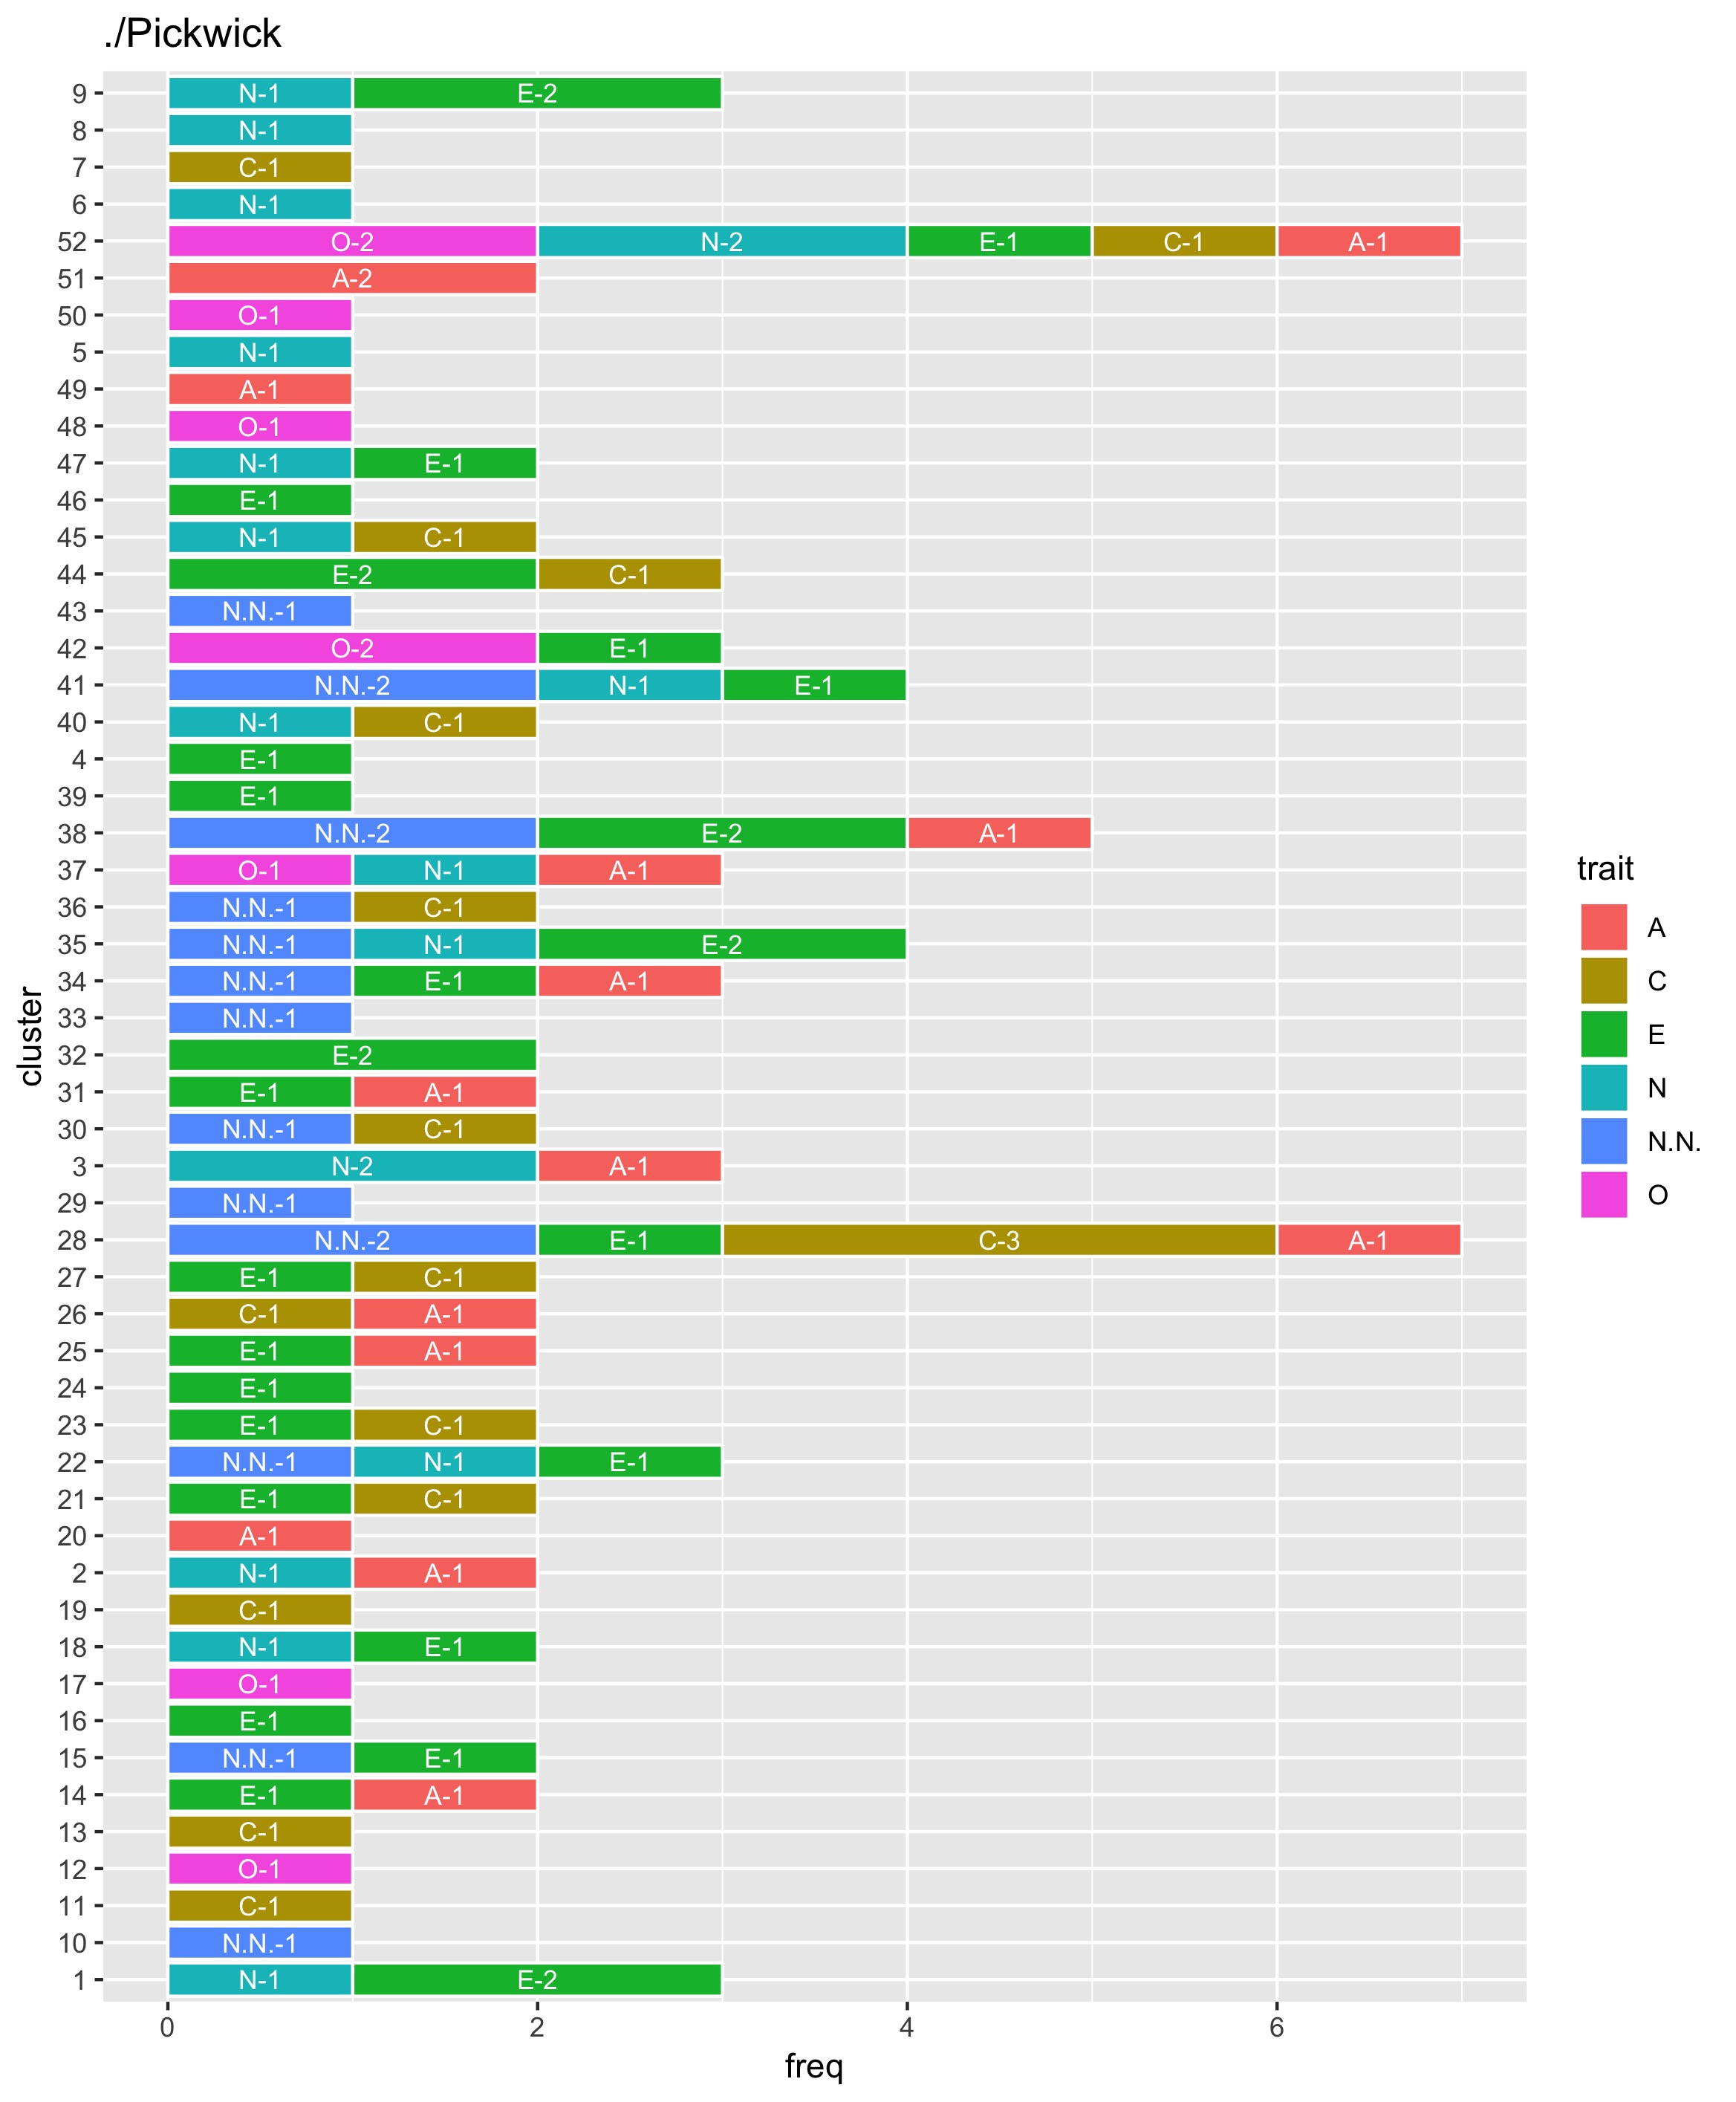 ./Pickwick
9 N-1 E-2
8 N-1
7 C-1
6 N-1
52 O-2 N-2 E-1 C-1 A-1
51 A-2
50 O-1
5 N-1
49 A-1
48 O-1
47 N-1 E-1
46 E-1
45 N-1 C-1
44 E-2 C-1
43 N.N.-1
42 O-2 E-1
41 N.N.-2 N-1 E-1
40 N-1 C-1
4 E-1
39 E-1
38 N.N.-2 E-2 A-1
37 O-1 N-1 A-1
36 N.N.-1 C-1
35 N.N.-1 N-1 E-2
34 N.N.-1 E-1 A-1
33 N.N.-1
32 E-2
31 E-1 A-1
30 N.N.-1 C-1
3 N-2 A-1
29 N.N.-1
28 N.N.-2 E-1 C-3 A-1
27 E-1 C-1
26 C-1 A-1
25 E-1 A-1
24 E-1
23 E-1 C-1
22 N.N.-1 N-1 E-1
21 E-1 C-1
20 A-1
2 N-1 A-1
19 C-1
18 N-1 E-1
17 O-1
16 E-1
15 N.N.-1 E-1
14 E-1 A-1
13 C-1
12 O-1
11 C-1
10 N.N.-1
1 N-1 E-2
0 2 4 6
freq
cluster
trait
A
C
E
N
N.N.
O